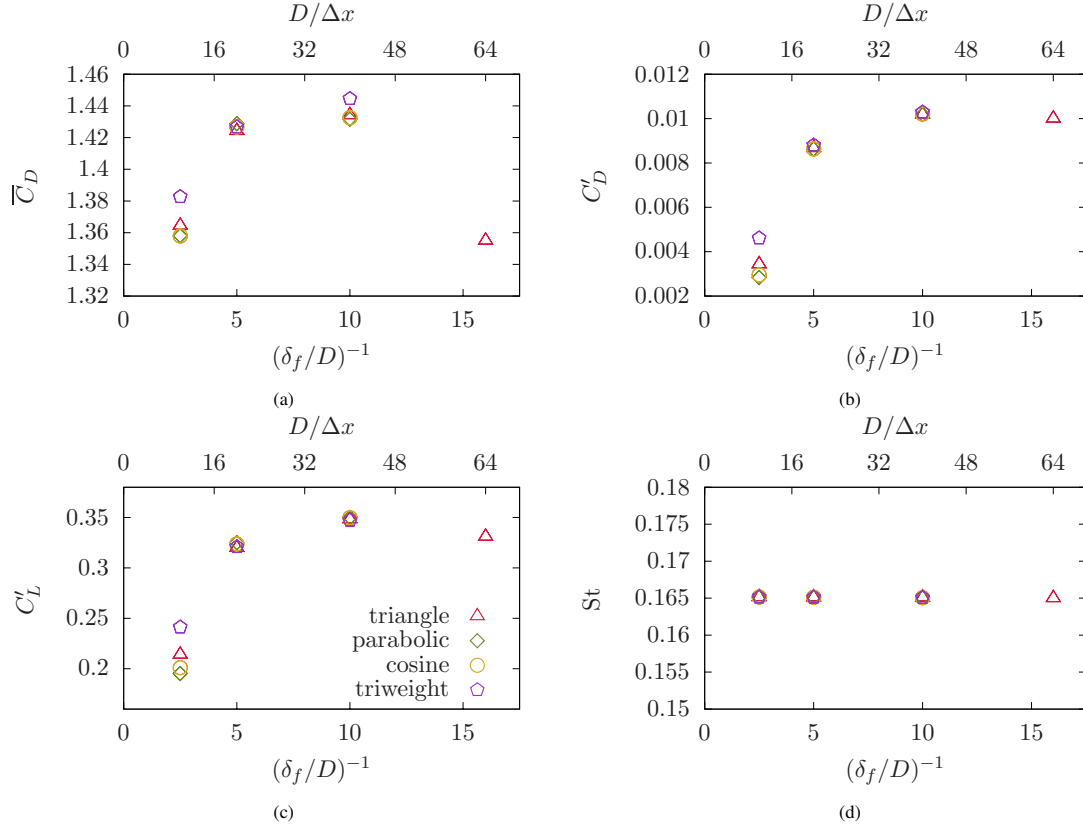 D/Δx
0 16 32 48 64
1.46
1.44
1.42
1.4
1.38
1.36
1.34
1.32
C̅_D
0 5 10 15
(δ_f/D)^{-1}
(a)
D/Δx
0 16 32 48 64
0.012
0.01
0.008
0.006
0.004
0.002
C′_D
0 5 10 15
(δ_f/D)^{-1}
(b)
D/Δx
0 16 32 48 64
0.35
0.3
0.25
0.2
C′_L
triangle
parabolic
cosine
triweight
0 5 10 15
(δ_f/D)^{-1}
(c)
D/Δx
0 16 32 48 64
0.18
0.175
0.17
0.165
0.16
0.155
0.15
St
0 5 10 15
(δ_f/D)^{-1}
(d)